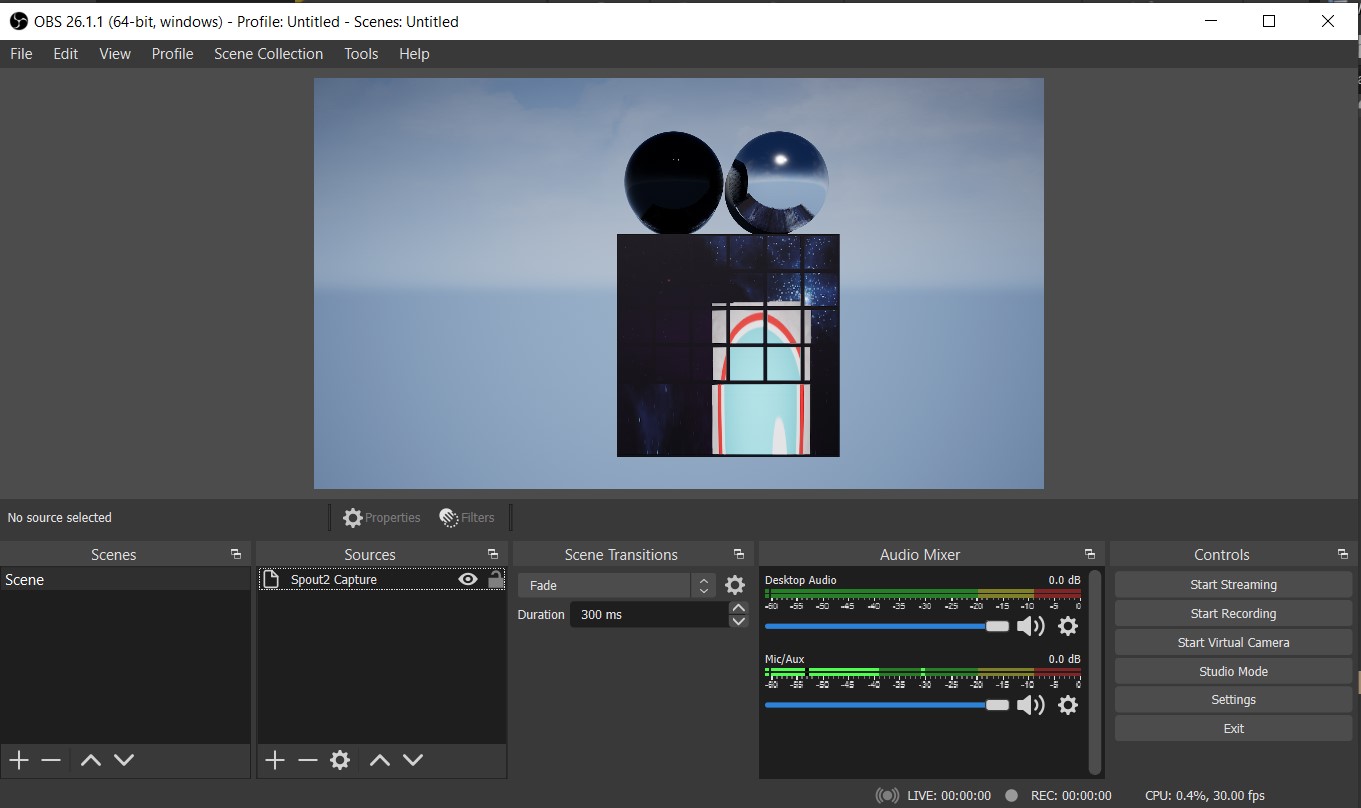 OBS 26.1.1 (64-bit, windows) - Profile: Untitled - Scenes: Untitled
File Edit View Profile Scene Collection Tools Help
No source selected
Properties Filters
Scenes
Scene
Sources
Spout2 Capture
Scene Transitions
Fade
Duration 300 ms
Audio Mixer
Desktop Audio 0.0 dB
-60 -55 -50 -45 -40 -35 -30 -25 -20 -15 -10 -5 0
Mic/Aux 0.0 dB
-60 -55 -50 -45 -40 -35 -30 -25 -20 -15 -10 -5 0
Controls
Start Streaming
Start Recording
Start Virtual Camera
Studio Mode
Settings
Exit
LIVE: 00:00:00 REC: 00:00:00 CPU: 0.4%, 30.00 fps